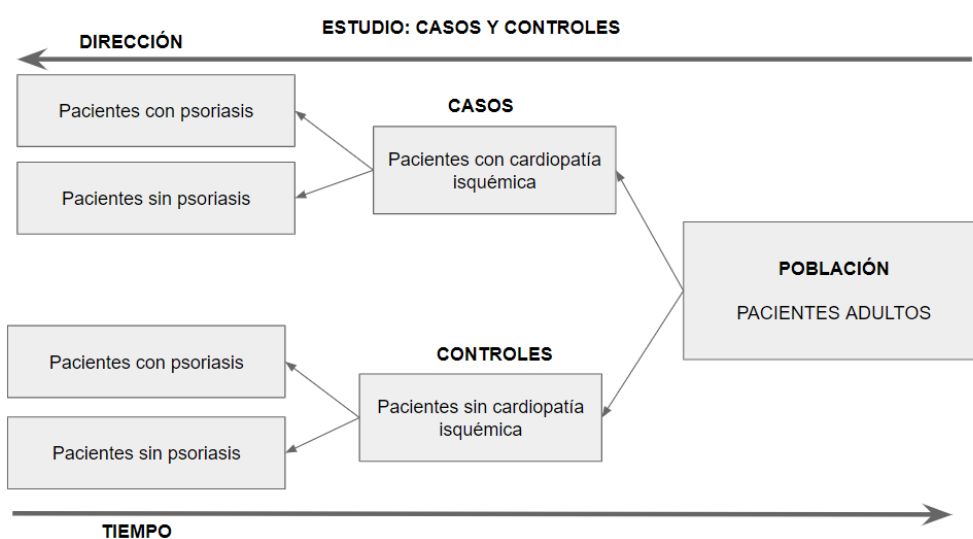 ESTUDIO: CASOS Y CONTROLES
DIRECCIÓN
Pacientes con psoriasis
Pacientes sin psoriasis
CASOS
Pacientes con cardiopatía
isquémica
POBLACIÓN
PACIENTES ADULTOS
Pacientes con psoriasis
Pacientes sin psoriasis
CONTROLES
Pacientes sin cardiopatía
isquémica
TIEMPO